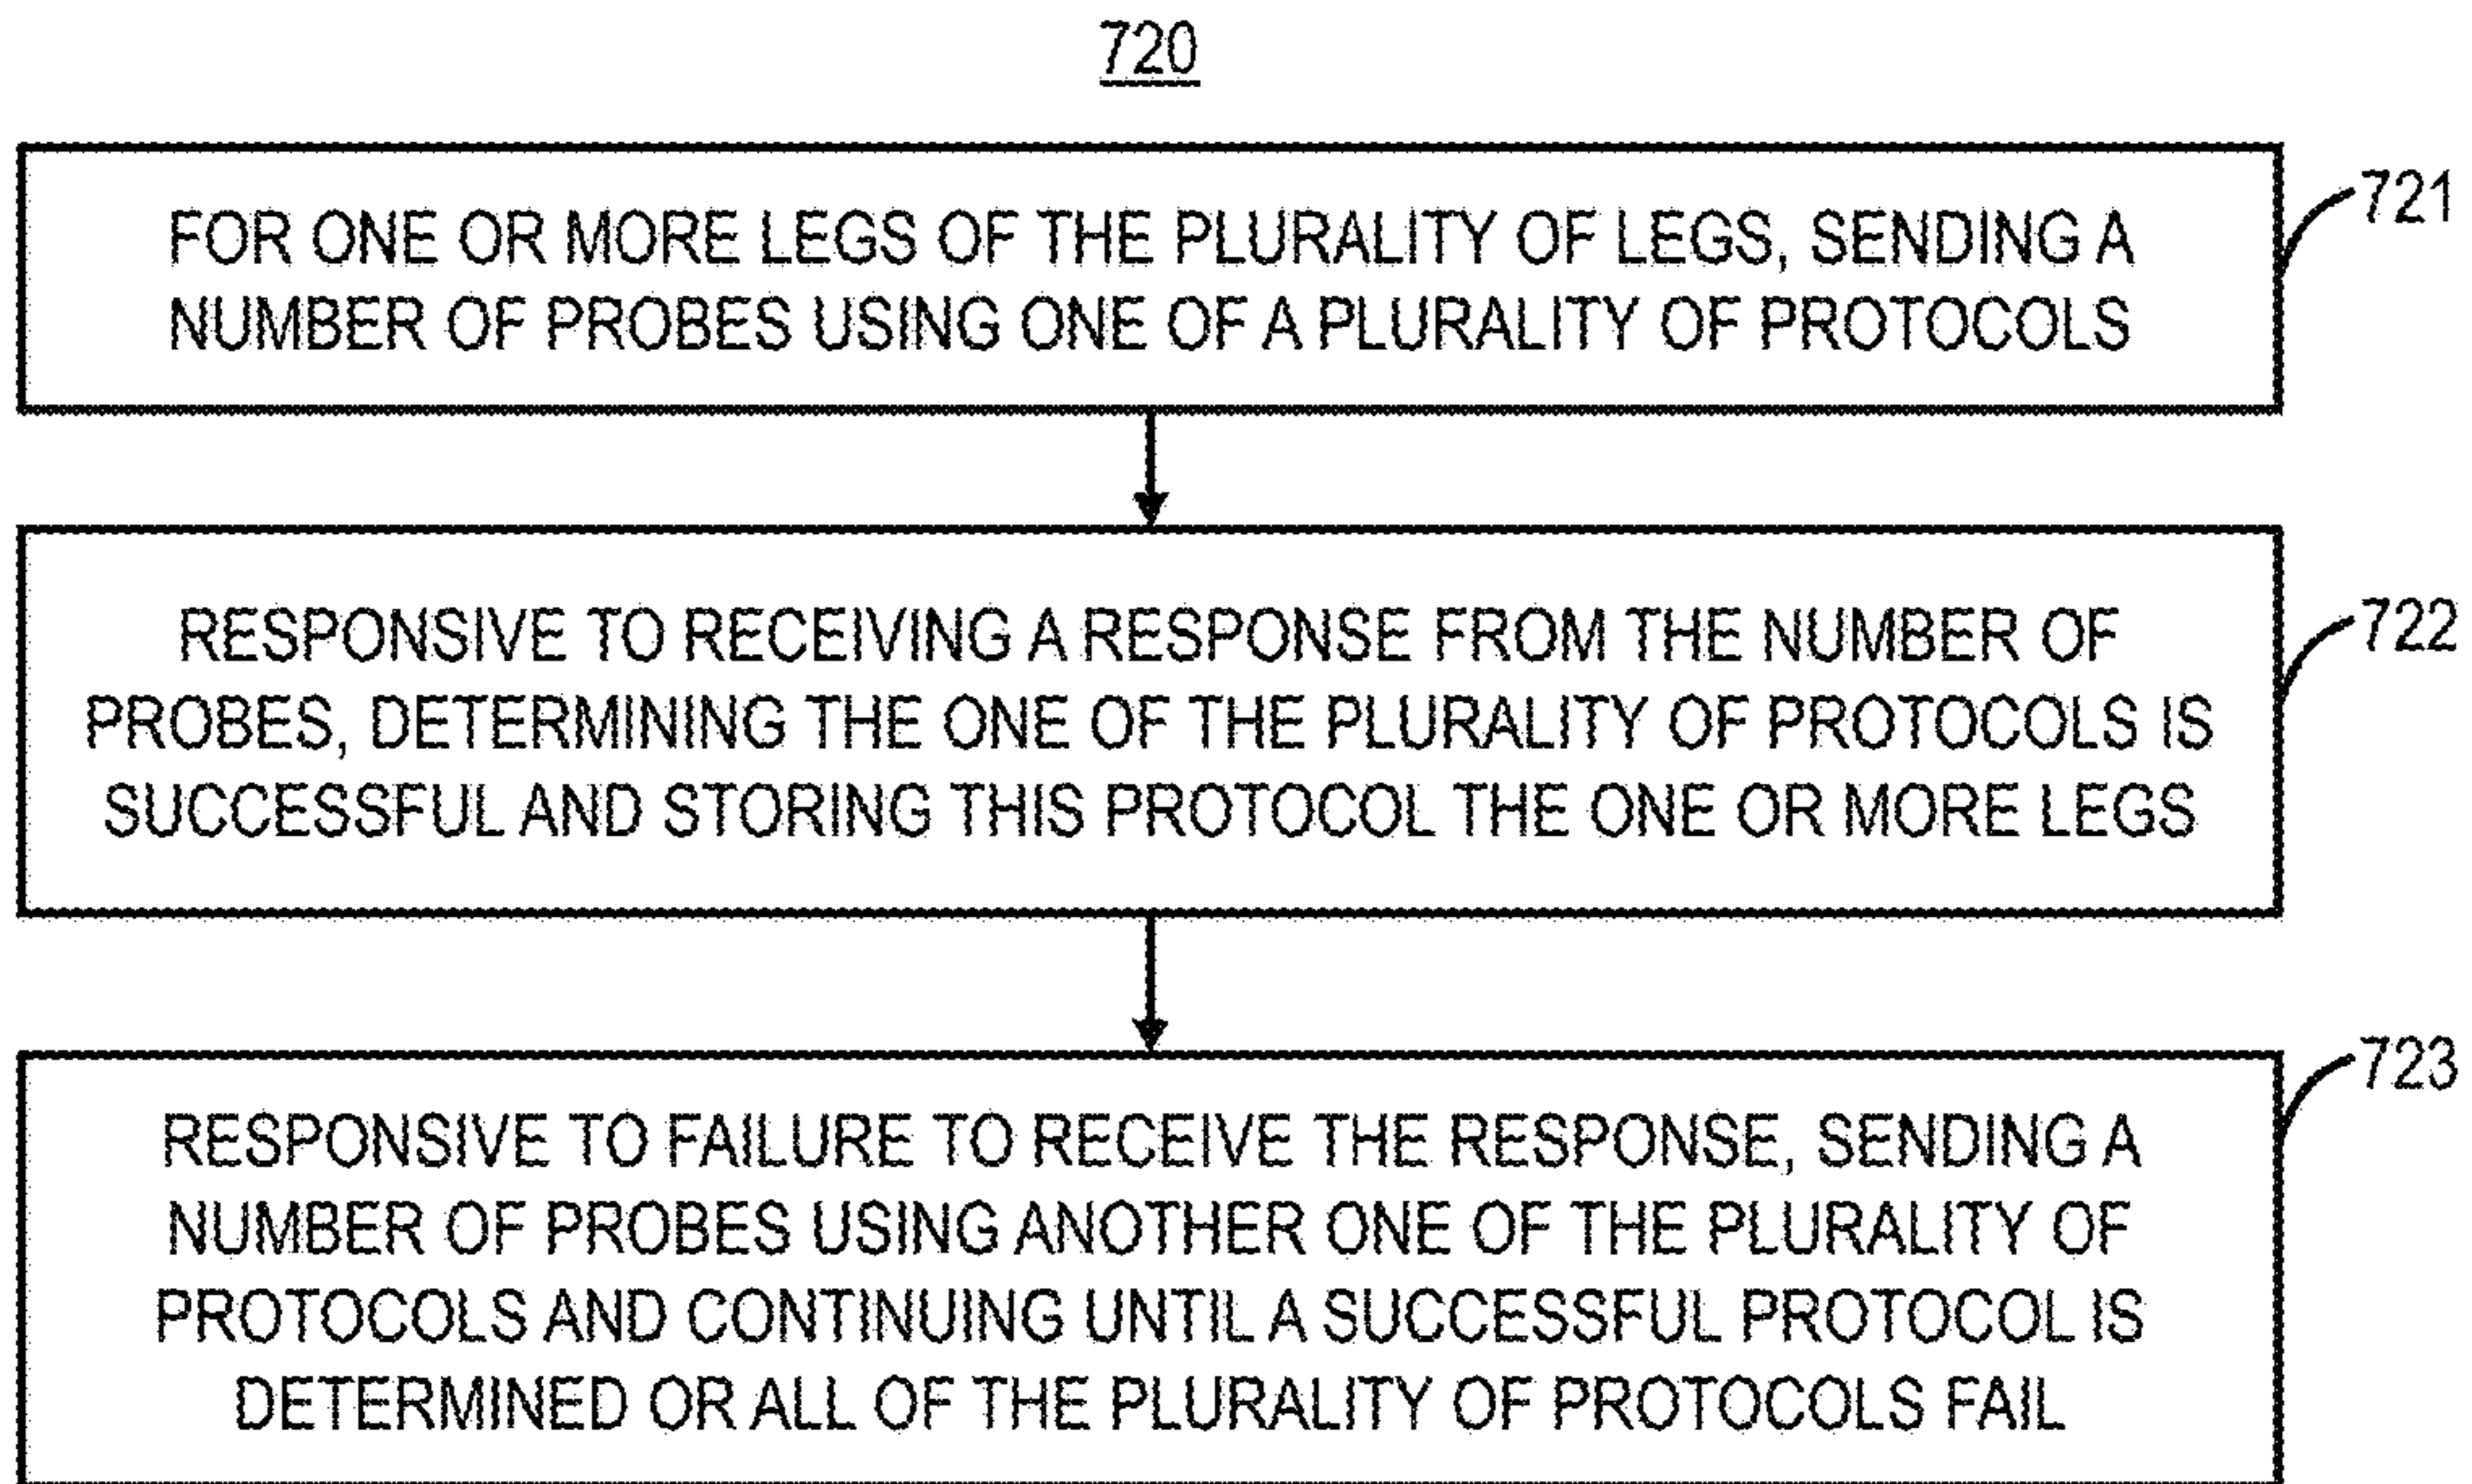 720
FOR ONE OR MORE LEGS OF THE PLURALITY OF LEGS, SENDING A
NUMBER OF PROBES USING ONE OF A PLURALITY OF PROTOCOLS
721
RESPONSIVE TO RECEIVING A RESPONSE FROM THE NUMBER OF
PROBES, DETERMINING THE ONE OF THE PLURALITY OF PROTOCOLS IS
SUCCESSFUL AND STORING THIS PROTOCOL THE ONE OR MORE LEGS
722
RESPONSIVE TO FAILURE TO RECEIVE THE RESPONSE, SENDING A
NUMBER OF PROBES USING ANOTHER ONE OF THE PLURALITY OF
PROTOCOLS AND CONTINUING UNTIL A SUCCESSFUL PROTOCOL IS
DETERMINED OR ALL OF THE PLURALITY OF PROTOCOLS FAIL
723